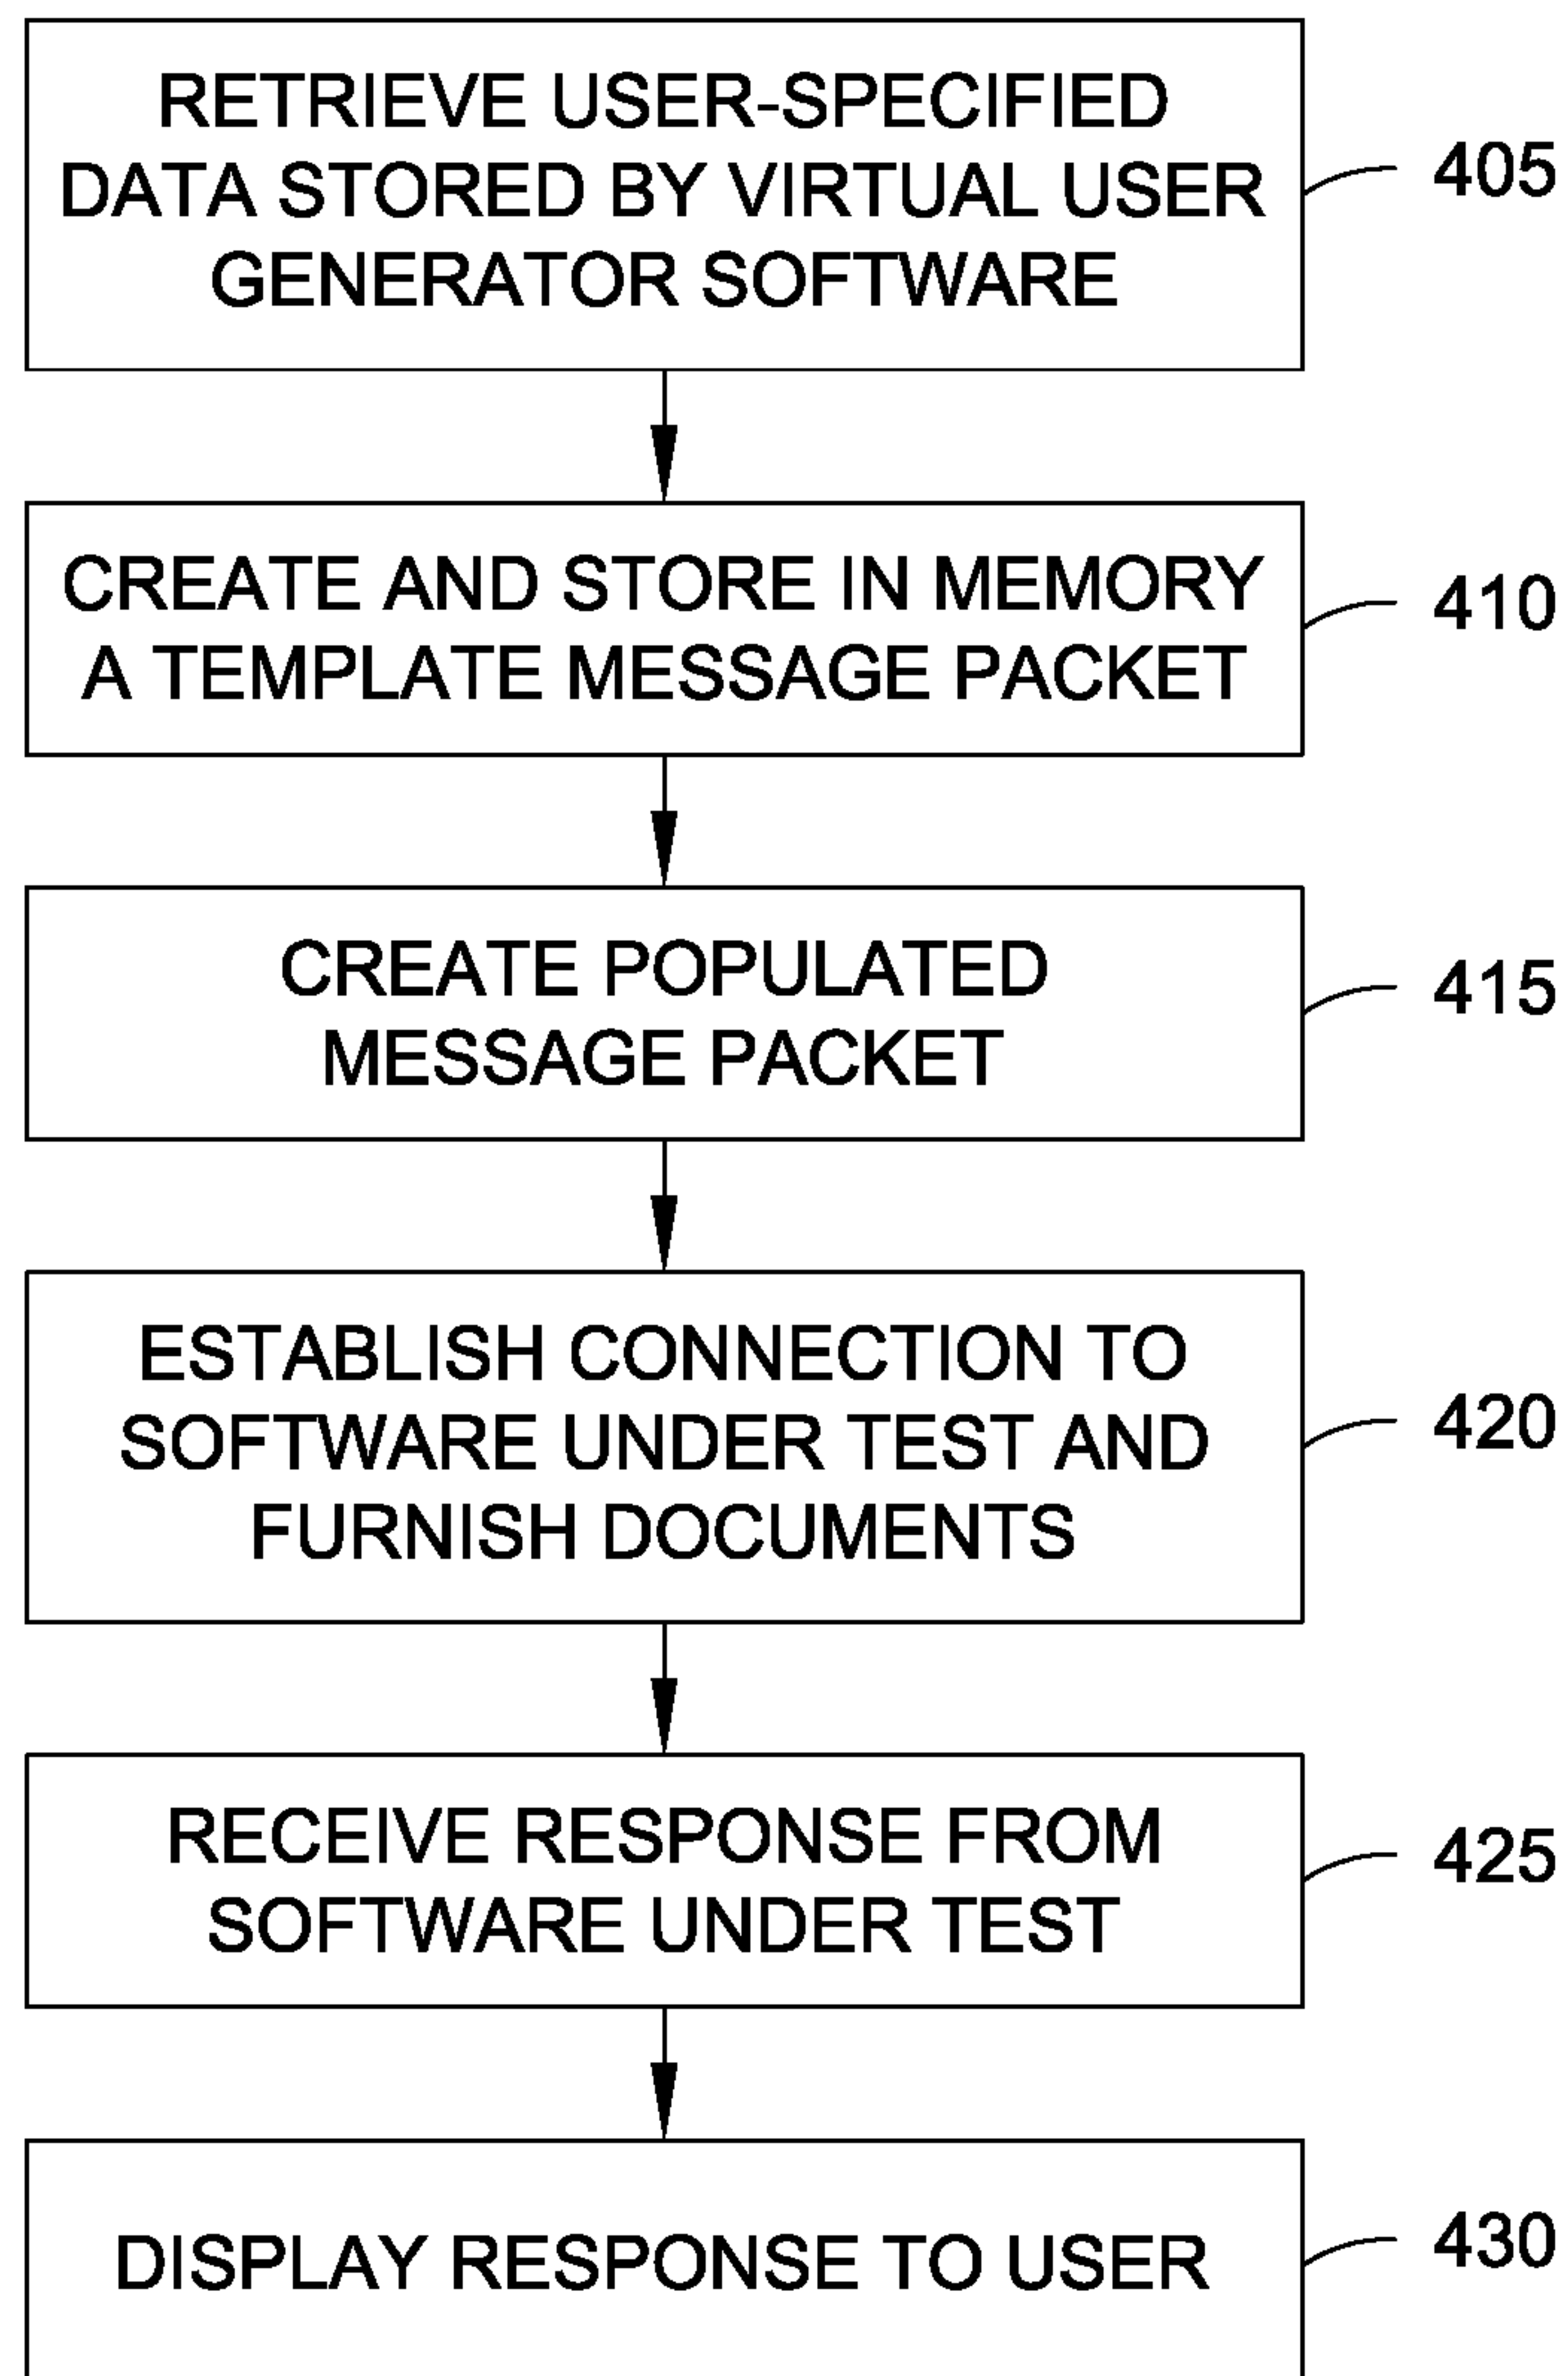 RETRIEVE USER-SPECIFIED
DATA STORED BY VIRTUAL USER
GENERATOR SOFTWARE
405
CREATE AND STORE IN MEMORY
A TEMPLATE MESSAGE PACKET
410
CREATE POPULATED
MESSAGE PACKET
415
ESTABLISH CONNECTION TO
SOFTWARE UNDER TEST AND
FURNISH DOCUMENTS
420
RECEIVE RESPONSE FROM
SOFTWARE UNDER TEST
425
DISPLAY RESPONSE TO USER
430